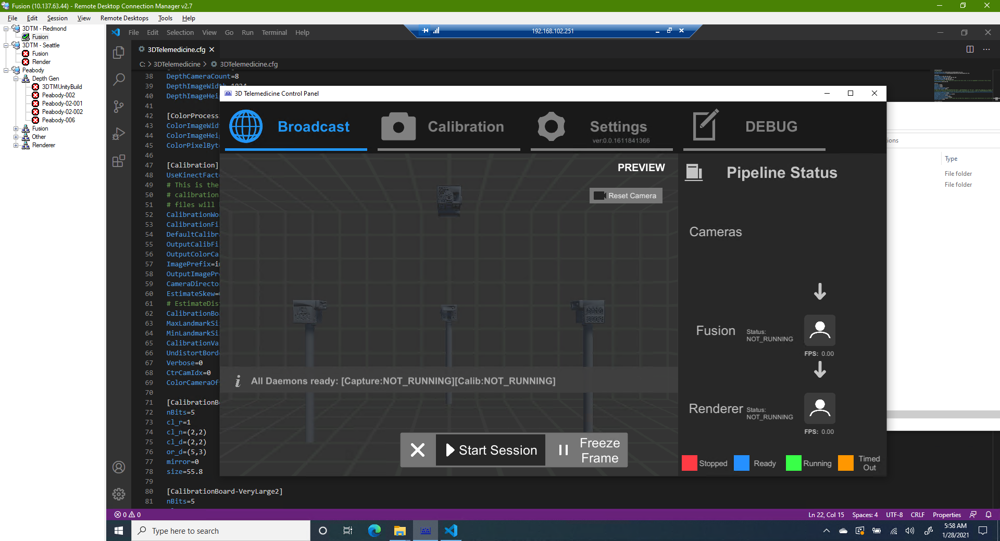 Fusion (10.137.63.44) - Remote Desktop Connection Manager v2.7
File Edit Session View Remote Desktops Tools Help
3DTM - Redmond
Fusion
3DTM - Seattle
Fusion
Render
Peabody
Depth Gen
3DTMUnityBuild
Peabody-002
Peabody-02-001
Peabody-02-002
Peabody-006
Fusion
Other
Renderer
File Edit Selection View Go Run Terminal Help
192.168.102.251
3DTelemedicine.cfg
C: > 3DTelemedicine > 3DTelemedicine.cfg
38 DepthCameraCount=8
39 DepthImageWidth=1024
40 DepthImageHei
41
42 [ColorProcess
43 ColorImageWid
44 ColorImageHeig
45 ColorPixelByt
46
47 [Calibration]
48 UseKinectFact
49 # This is the
50 # calibration
51 # files will
52 CalibrationWo
53 CalibrationFi
54 DefaultCalibr
55 OutputCalibFi
56 OutputColorCa
57 ImagePrefix=i
58 OutputImagePr
59 CameraDirecto
60 EstimateSkew=
61 # EstimateDis
62 CalibrationBo
63 MaxLandmarkSi
64 MinLandmarkSi
65 CalibrationVa
66 UndistortBord
67 Verbose=0
68 CtrCamIdx=0
69 ColorCameraOf
70
71 [CalibrationB
72 nBits=5
73 cl_r=1
74 cl_n=(2,2)
75 cl_d=(2,2)
76 or_d=(5,3)
77 mirror=0
78 size=55.8
79
80 [CalibrationBoard-VeryLarge2]
81 nBits=5
3D Telemedicine Control Panel
Broadcast
Calibration
Settings
ver:0.0.1611841366
DEBUG
PREVIEW
Reset Camera
All Daemons ready: [Capture:NOT_RUNNING][Calib:NOT_RUNNING]
Start Session
Freeze
Frame
Pipeline Status
Cameras
Fusion
Status:
NOT_RUNNING
FPS: 0.00
Renderer
Status:
NOT_RUNNING
FPS: 0.00
Stopped
Ready
Running
Timed
Out
ions
Type
File folder
File folder
0 0
Ln 22, Col 15 Spaces: 4 UTF-8 CRLF Properties
Type here to search
5:58 AM
1/28/2021